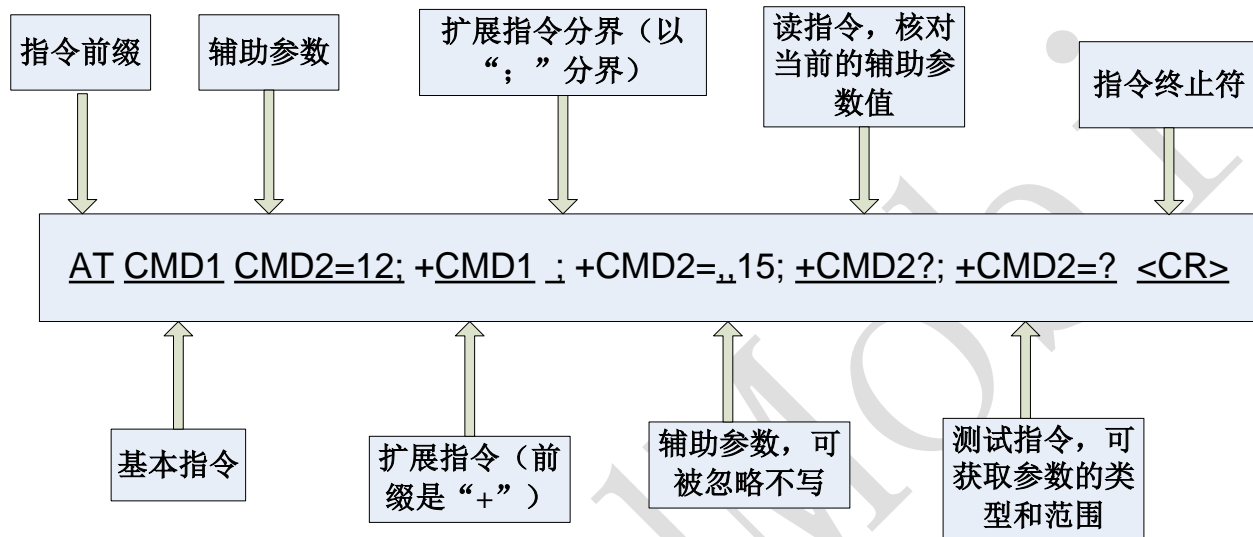 指令前缀
辅助参数
扩展指令分界（以
“；”分界）
读指令，核对
当前的辅助参
数值
指令终止符
AT CMD1 CMD2=12; +CMD1 ; +CMD2=,,15; +CMD2?; +CMD2=? <CR>
基本指令
扩展指令（前
缀是“+”）
辅助参数，可
被忽略不写
测试指令，可
获取参数的类
型和范围